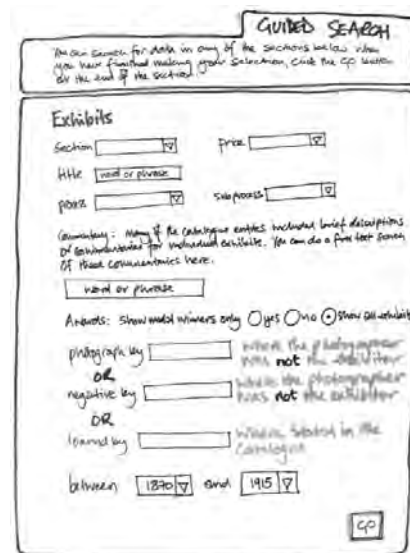 GUIDED SEARCH
You can search for data in any of the sections below when
you have finished making your selection, click the GO button
at the end of the section.
Exhibits
Section
price
title word or phrase
process
Commentary: Many of the catalogue entries included brief descriptions
or commentaries for individual exhibits. You can do a free text search
of these commentaries here.
word or phrase
Awards: Show medal winners only yes no show all exhibits
photograph by where the photographer
was not the exhibitor
OR
negative by where the photographer
was not the exhibitor
OR
loaned by where stated in the
catalogue
between 1870 and 1915
GO